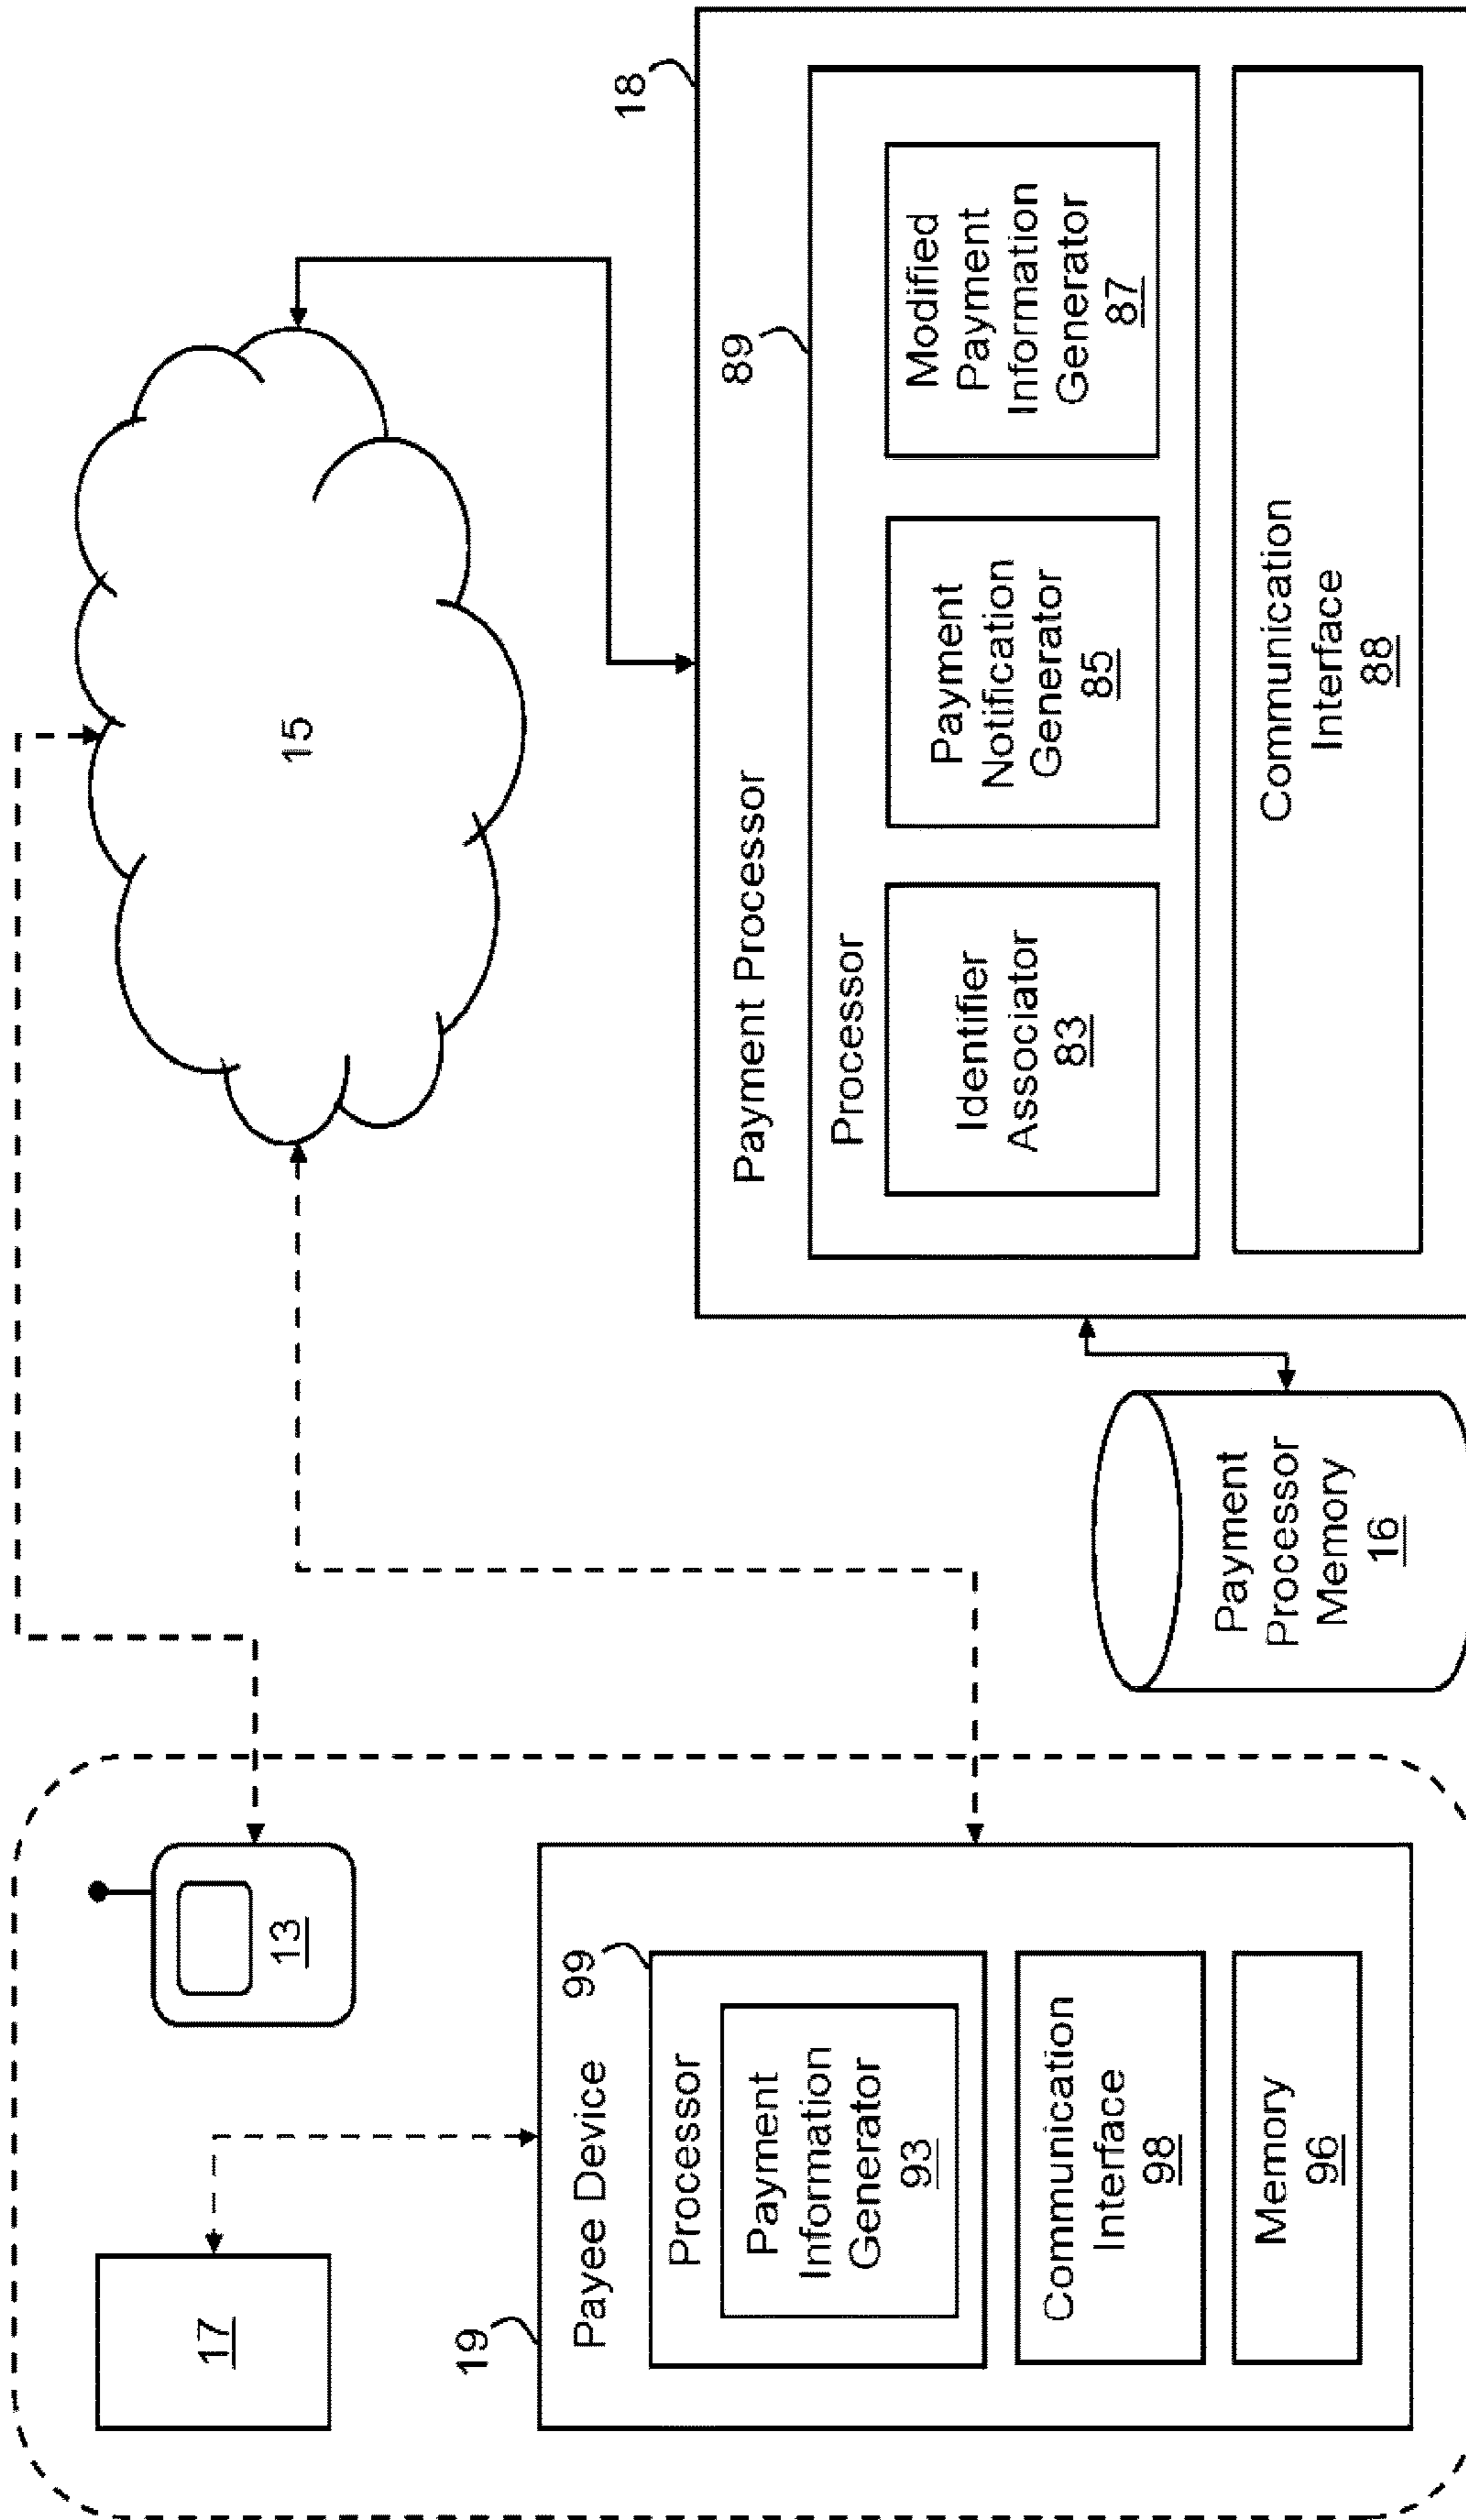 17
13
19
Payee Device
99
Processor
Payment
Information
Generator
93
Communication
Interface
98
Memory
96
15
18
Payment Processor
89
Processor
Identifier
Associator
83
Payment
Notification
Generator
85
Modified
Payment
Information
Generator
87
Communication
Interface
88
Payment
Processor
Memory
16